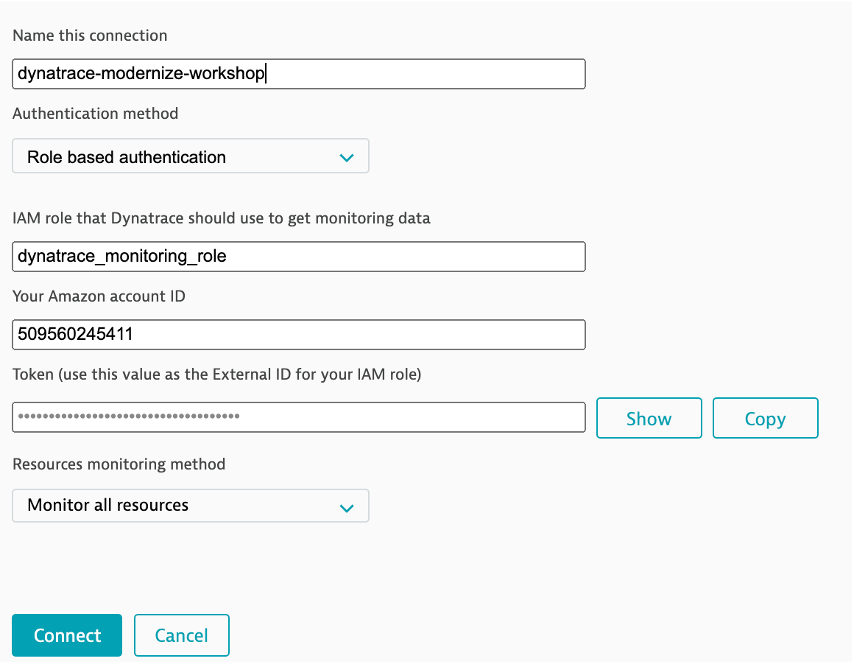 Name this connection
dynatrace-modernize-workshop
Authentication method
Role based authentication
IAM role that Dynatrace should use to get monitoring data
dynatrace_monitoring_role
Your Amazon account ID
509560245411
Token (use this value as the External ID for your IAM role)
••••••••••••••••••••••••••••••••••••
Show
Copy
Resources monitoring method
Monitor all resources
Connect
Cancel